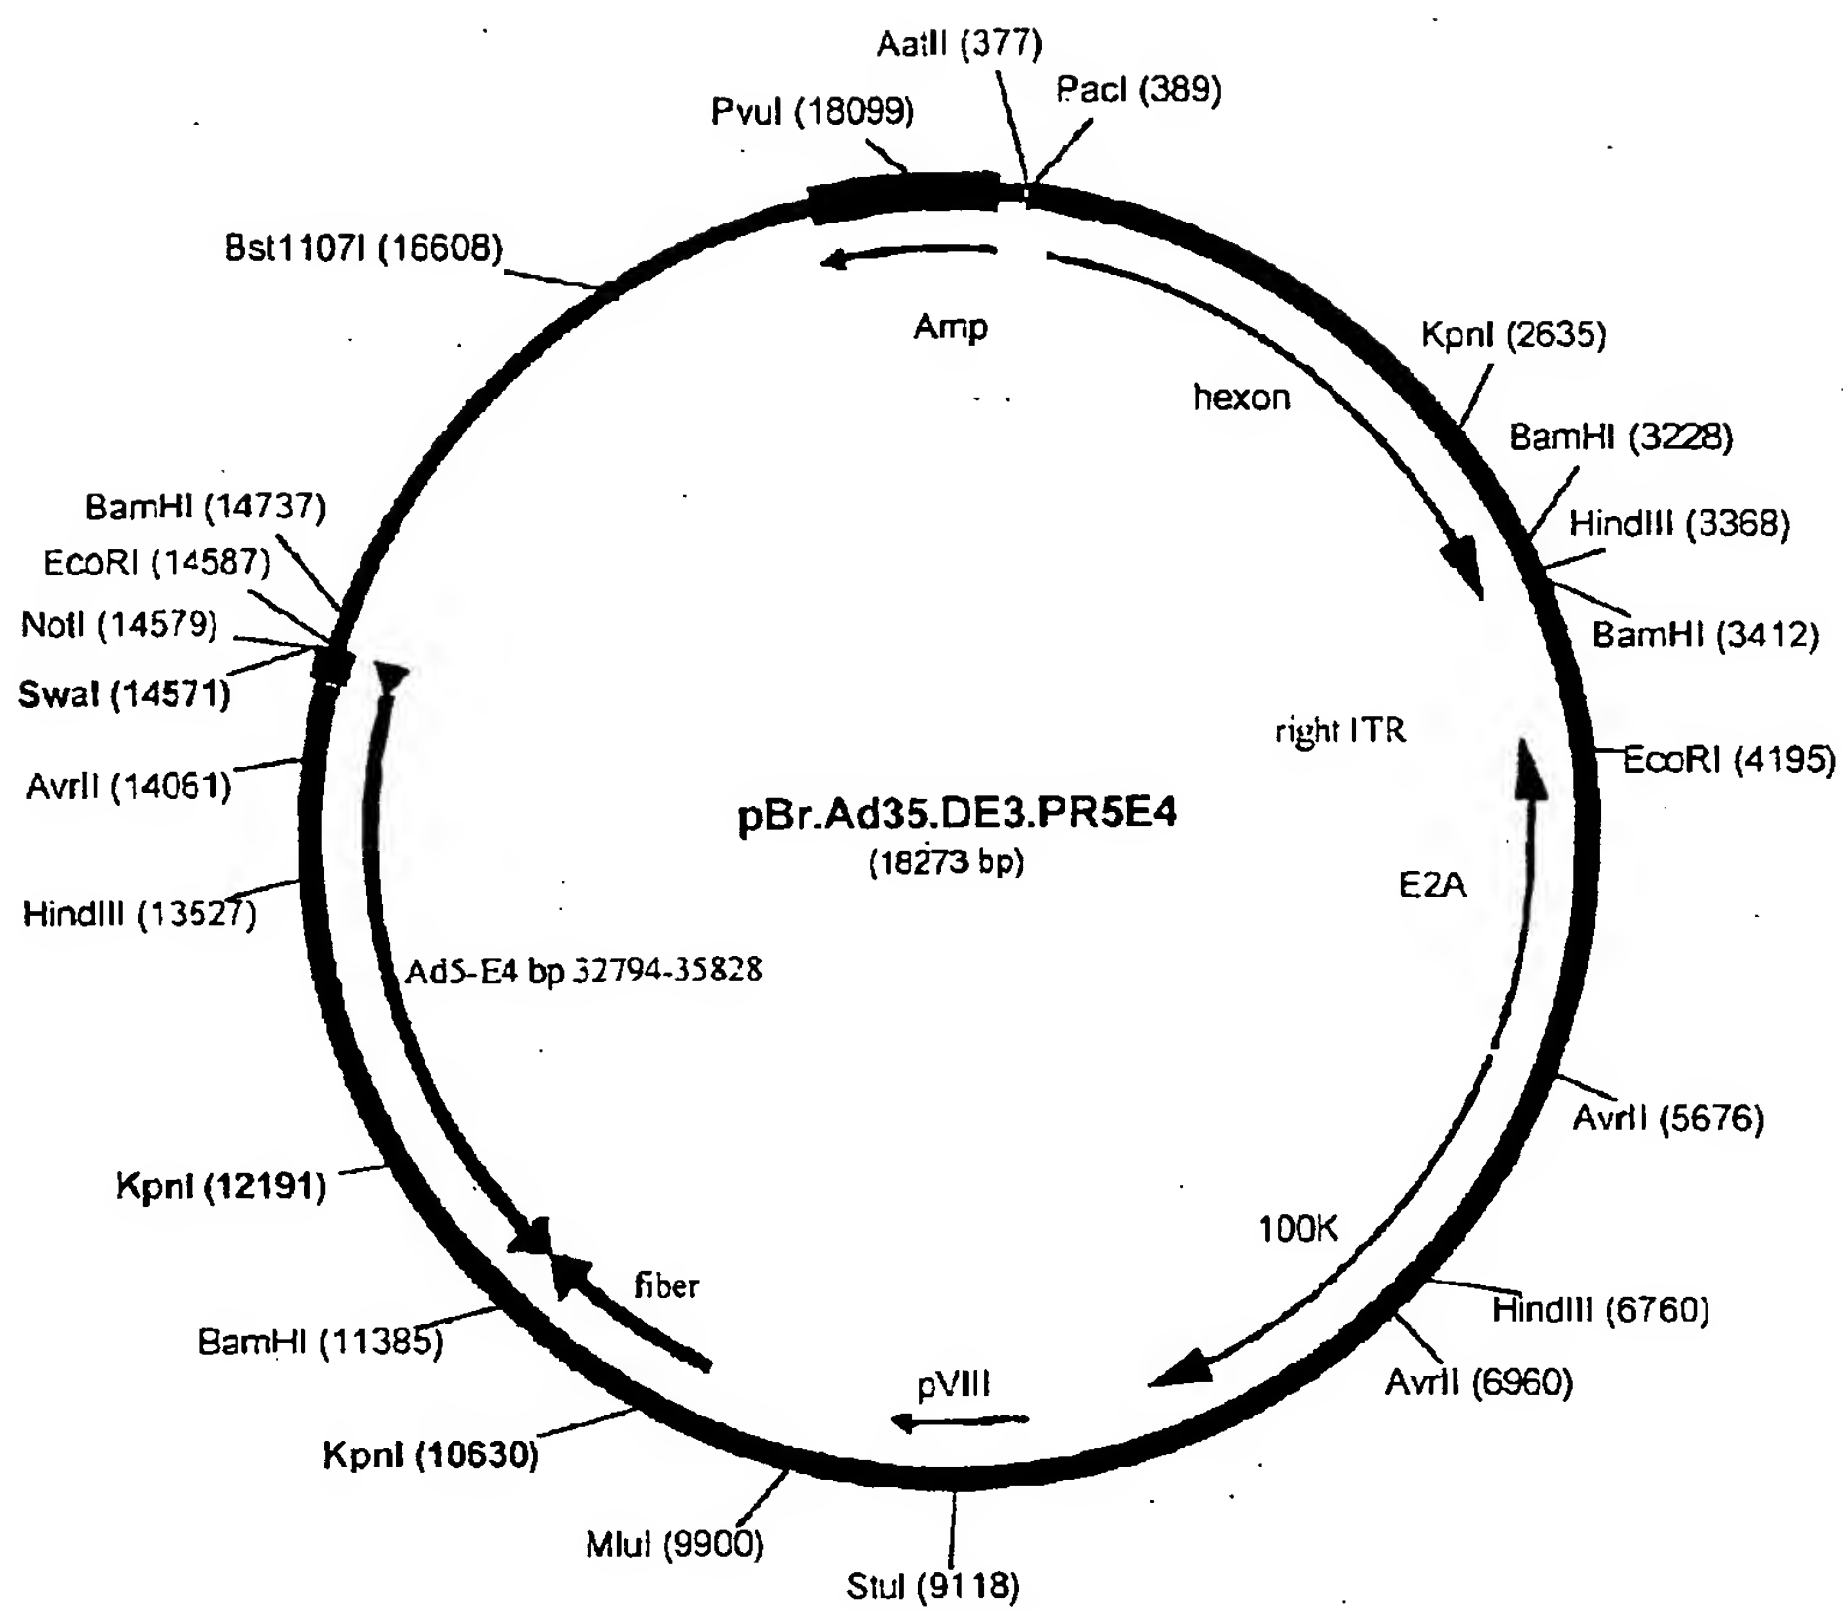 AatII (377)
PacI (389)
PvuI (18099)
Bst1107I (16608)
Amp
KpnI (2635)
hexon
BamHI (3228)
BamHI (14737)
HindIII (3368)
EcoRI (14587)
NotI (14579)
BamHI (3412)
SwaI (14571)
right ITR
EcoRI (4195)
AvrII (14061)
pBr.Ad35.DE3.PR5E4
(18273 bp)
E2A
HindIII (13527)
Ad5-E4 bp 32794-35828
AvrII (5676)
KpnI (12191)
100K
fiber
HindIII (6760)
BamHI (11385)
AvrII (6960)
pVIII
KpnI (10630)
MluI (9900)
StuI (9118)